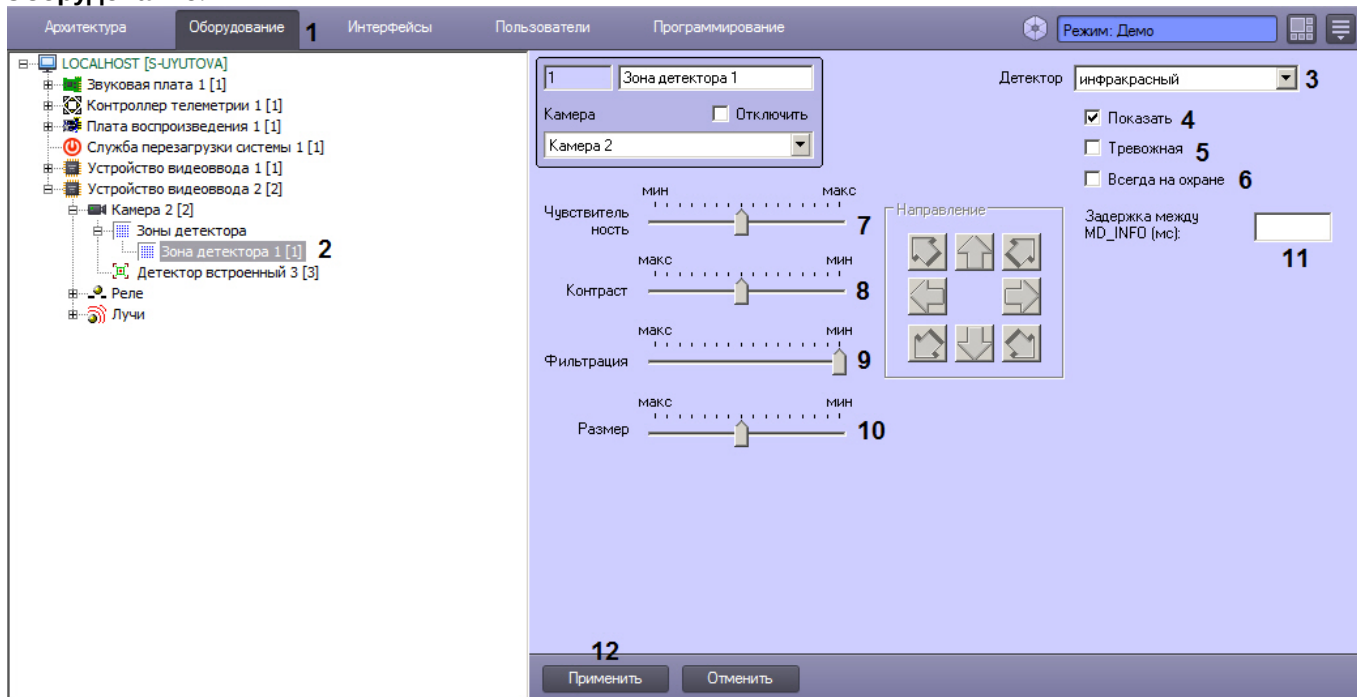 Архитектура Оборудование 1 Интерфейсы Пользователи Программирование Режим: Демо
LOCALHOST [S-UYUTOVA]
Звуковая плата 1 [1]
Контроллер телеметрии 1 [1]
Плата воспроизведения 1 [1]
Служба перезагрузки системы 1 [1]
Устройство видеоввода 1 [1]
Устройство видеоввода 2 [2]
Камера 2 [2]
Зоны детектора
Зона детектора 1 [1] 2
Детектор встроенный 3 [3]
Реле
Лучи
1 Зона детектора 1
Камера Отключить
Камера 2
Детектор инфракрасный 3
Показать 4
Тревожная 5
Всегда на охране 6
Задержка между
MD_INFO (мс):
11
мин макс
Чувствитель
ность 7
макс мин
Контраст 8
макс мин
Фильтрация 9
макс мин
Размер 10
Направление
12
Применить Отменить